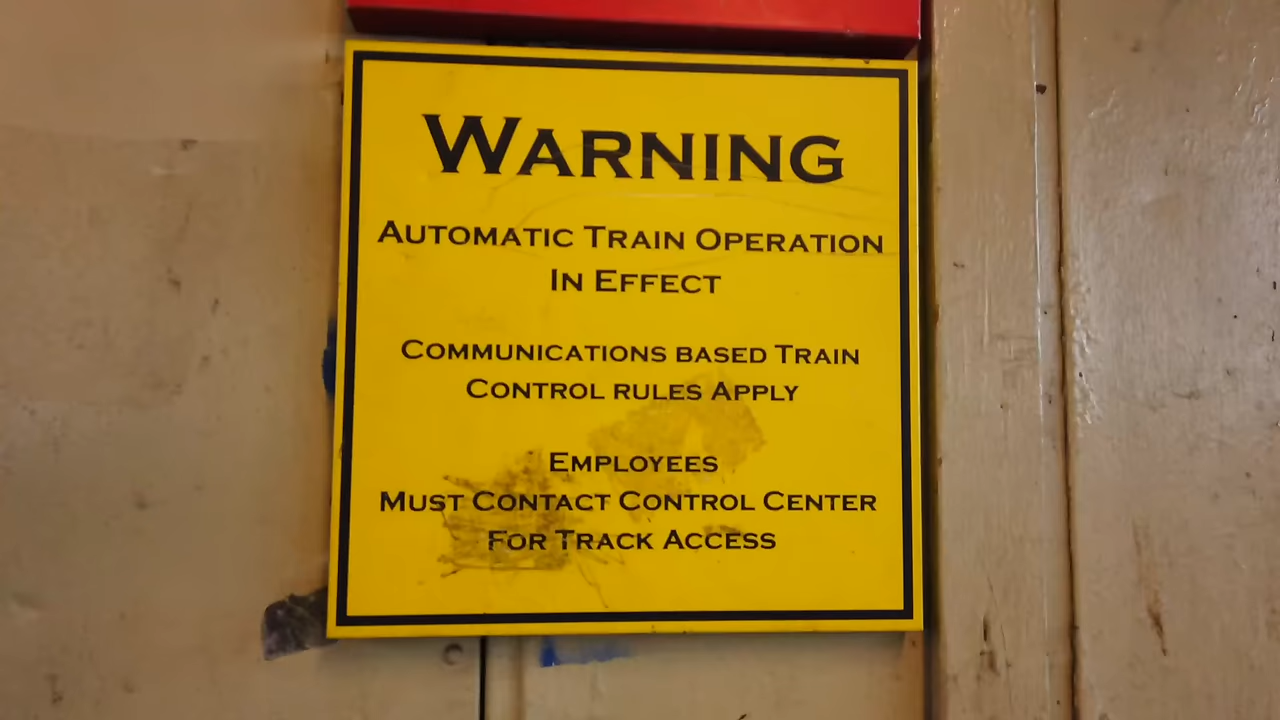 WARNING
AUTOMATIC TRAIN OPERATION
IN EFFECT
COMMUNICATIONS BASED TRAIN
CONTROL RULES APPLY
EMPLOYEES
MUST CONTACT CONTROL CENTER
FOR TRACK ACCESS